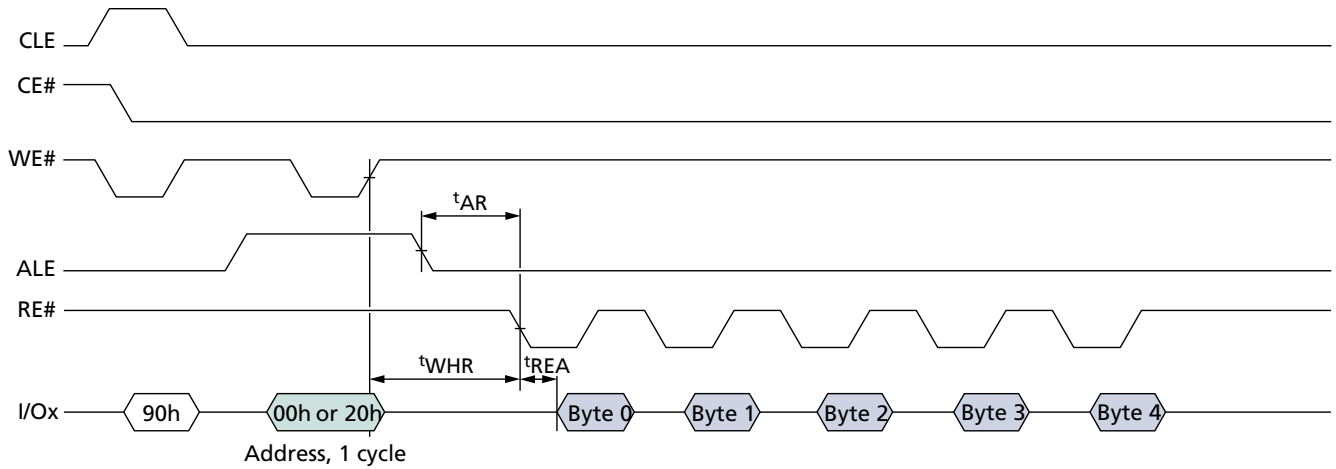 CLE
CE#
WE#
tAR
ALE
RE#
tWHR tREA
I/Ox 90h 00h or 20h Byte 0 Byte 1 Byte 2 Byte 3 Byte 4
Address, 1 cycle